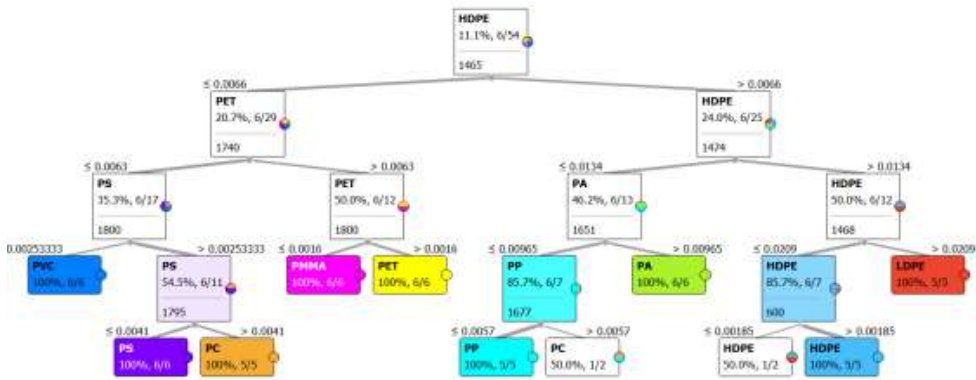 HDPE
11.1%, 6/54
1465
≤ 0.0066
> 0.0066
PET
20.7%, 6/29
1740
HDPE
24.0%, 6/25
1474
≤ 0.0063
> 0.0063
≤ 0.0134
> 0.0134
PS
35.3%, 6/17
1800
PET
50.0%, 6/12
1800
PA
46.2%, 6/13
1651
HDPE
50.0%, 6/12
1468
0.00253333
> 0.00253333
≤ 0.0016
> 0.0016
≤ 0.00965
> 0.00965
≤ 0.0209
> 0.0209
PVC
100%, 6/6
PS
54.5%, 6/11
1795
PMMA
100%, 6/6
PET
100%, 6/6
PP
85.7%, 6/7
1677
PA
100%, 6/6
HDPE
85.7%, 6/7
600
LDPE
100%, 5/5
≤ 0.0041
> 0.0041
≤ 0.0057
> 0.0057
≤ 0.00185
> 0.00185
PS
100%, 6/6
PC
100%, 5/5
PP
100%, 5/5
PC
50.0%, 1/2
HDPE
50.0%, 1/2
HDPE
100%, 5/5